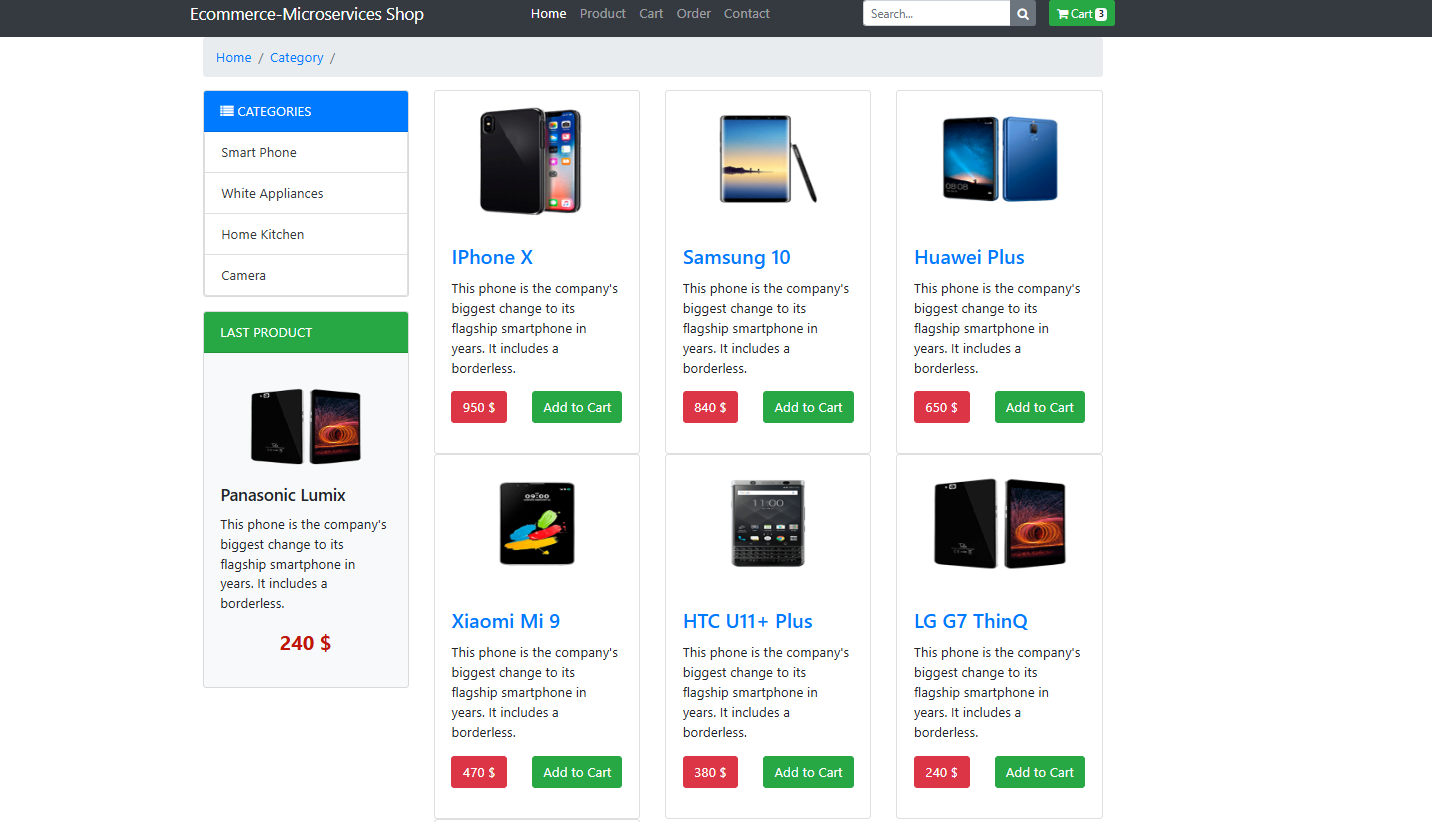 Ecommerce-Microservices Shop
Home Product Cart Order Contact
Search...
Cart 3
Home / Category /
CATEGORIES
Smart Phone
White Appliances
Home Kitchen
Camera
LAST PRODUCT
Panasonic Lumix
This phone is the company's
biggest change to its
flagship smartphone in
years. It includes a
borderless.
240 $
IPhone X
This phone is the company's
biggest change to its
flagship smartphone in
years. It includes a
borderless.
950 $ Add to Cart
Samsung 10
This phone is the company's
biggest change to its
flagship smartphone in
years. It includes a
borderless.
840 $ Add to Cart
08:08
Huawei Plus
This phone is the company's
biggest change to its
flagship smartphone in
years. It includes a
borderless.
650 $ Add to Cart
09:00
Xiaomi Mi 9
This phone is the company's
biggest change to its
flagship smartphone in
years. It includes a
borderless.
470 $ Add to Cart
11:00
HTC U11+ Plus
This phone is the company's
biggest change to its
flagship smartphone in
years. It includes a
borderless.
380 $ Add to Cart
LG G7 ThinQ
This phone is the company's
biggest change to its
flagship smartphone in
years. It includes a
borderless.
240 $ Add to Cart